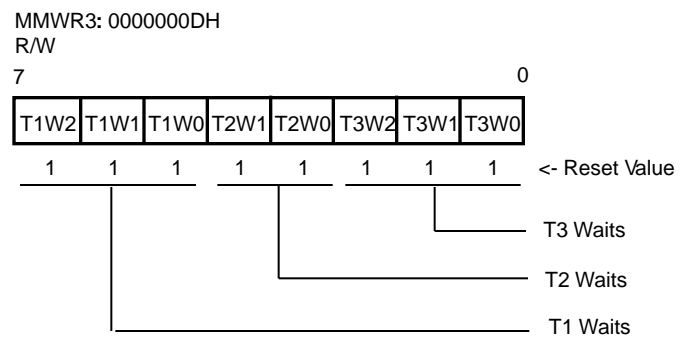 MMWR3: 0000000DH
R/W
7 0
T1W2 T1W1 T1W0 T2W1 T2W0 T3W2 T3W1 T3W0
1 1 1 1 1 1 1 1 <- Reset Value
T3 Waits
T2 Waits
T1 Waits